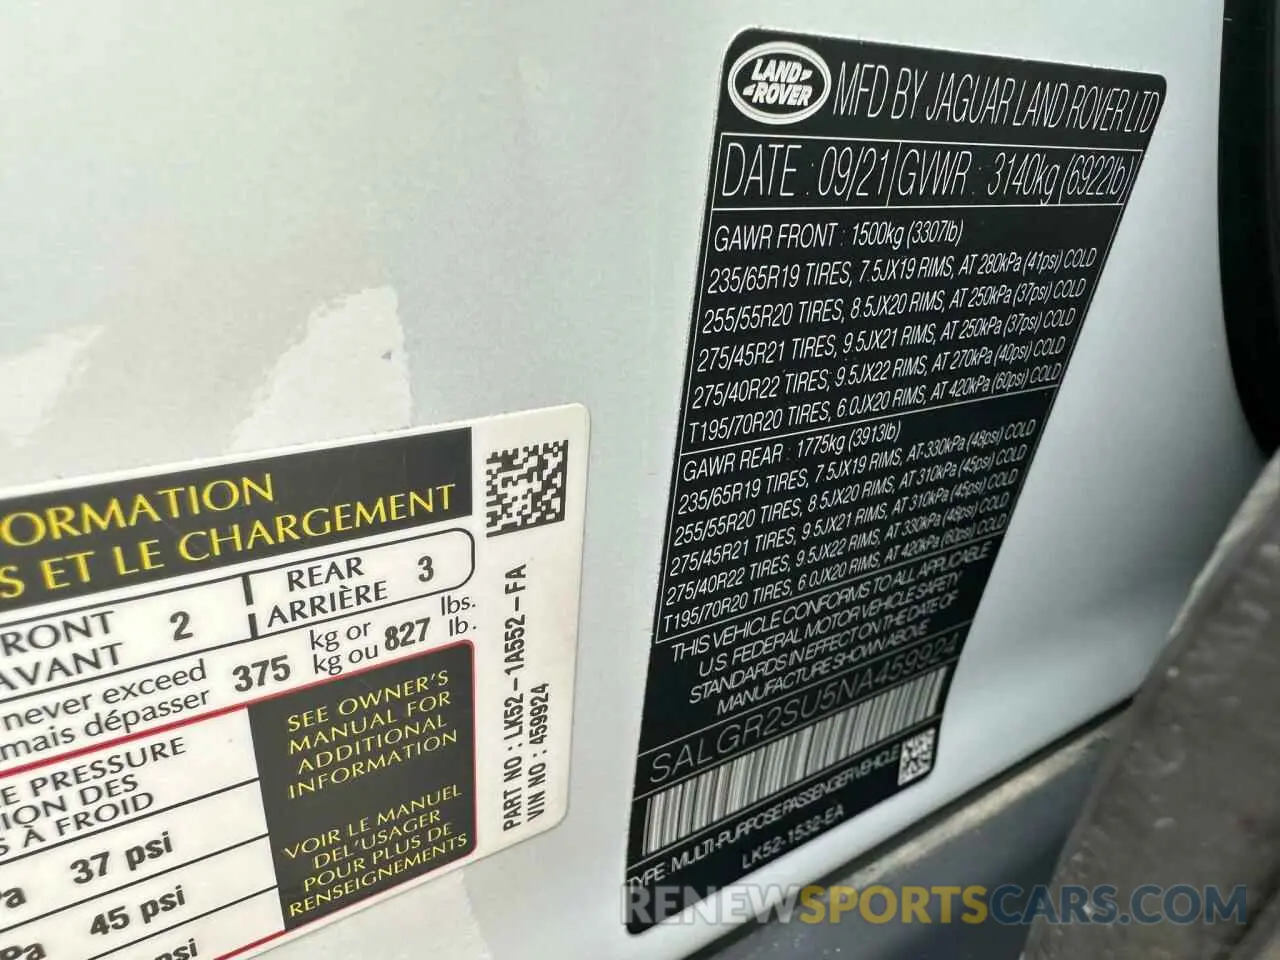 LAND ROVER
MFD BY JAGUAR LAND ROVER LTD
DATE : 09/21 GVWR : 3140kg (6922lb)
GAWR FRONT : 1500kg (3307lb)
235/65R19 TIRES, 7.5JX19 RIMS, AT 280kPa (41psi) COLD
255/55R20 TIRES, 8.5JX20 RIMS, AT 250kPa (37psi) COLD
275/45R21 TIRES, 9.5JX21 RIMS, AT 250kPa (37psi) COLD
275/40R22 TIRES, 9.5JX22 RIMS, AT 270kPa (40psi) COLD
T195/70R20 TIRES, 6.0JX20 RIMS, AT 420kPa (60psi) COLD
GAWR REAR : 1775kg (3913lb)
235/65R19 TIRES, 7.5JX19 RIMS, AT 330kPa (48psi) COLD
255/55R20 TIRES, 8.5JX20 RIMS, AT 310kPa (45psi) COLD
275/45R21 TIRES, 9.5JX21 RIMS, AT 310kPa (45psi) COLD
275/40R22 TIRES, 9.5JX22 RIMS, AT 330kPa (48psi) COLD
T195/70R20 TIRES, 6.0JX20 RIMS, AT 420kPa (60psi) COLD
THIS VEHICLE CONFORMS TO ALL APPLICABLE
U.S. FEDERAL MOTOR VEHICLE SAFETY
STANDARDS IN EFFECT ON THE DATE OF
MANUFACTURE SHOWN ABOVE
SALGR2SU5NA459924
TYPE : MULTI-PURPOSE PASSENGER VEHICLE
LK52-1532-EA
ORMATION
S ET LE CHARGEMENT
RONT 2 REAR 3
AVANT ARRIÈRE
never exceed 375 kg or 827 lbs.
mais dépasser kg ou lb.
E PRESSURE
ION DES
S À FROID
37 psi
Pa 45 psi
psi
SEE OWNER'S
MANUAL FOR
ADDITIONAL
INFORMATION
VOIR LE MANUEL
DEL'USAGER
POUR PLUS DE
RENSEIGNEMENTS
PART NO : LK52-1A552-FA
VIN NO : 459924
RENEWSPORTSCARS.COM